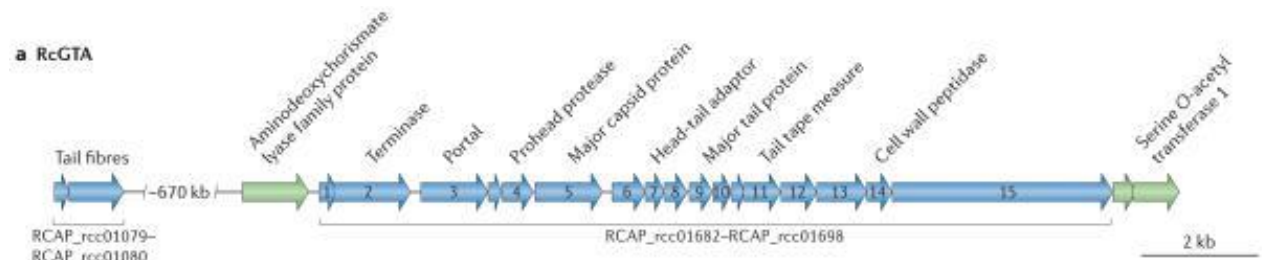 a RcGTA
Tail fibres
~670 kb
Aminodeoxychorismate
lyase family protein
Terminase
Portal
Prohead protease
Major capsid protein
Head-tail adaptor
Major tail protein
Tail tape measure
Cell wall peptidase
Serine O-acetyl
transferase 1
1 2 3 4 5 6 7 8 9 10 11 12 13 14 15
RCAP_rcc01079–
RCAP_rcc01080
RCAP_rcc01682–RCAP_rcc01698
2 kb